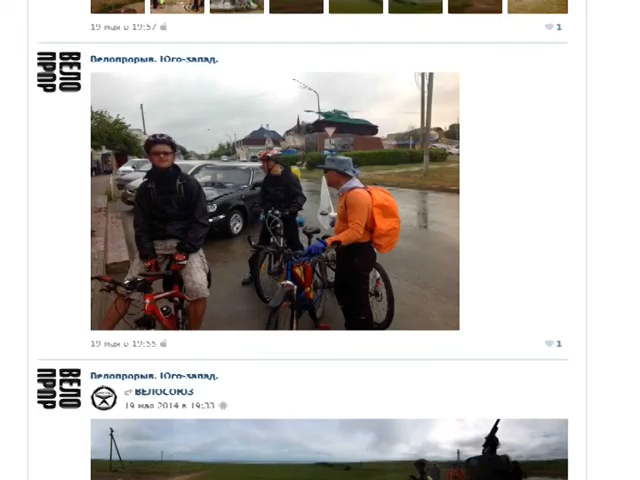 19 мая в 19:57
1
ВЕЛО
ПРОР
Велопрорыв. Юго-запад.
19 мая в 19:55
1
ВЕЛО
ПРОР
Велопрорыв. Юго-запад.
ВЕЛОСОЮЗ
19 мая 2014 в 19:33